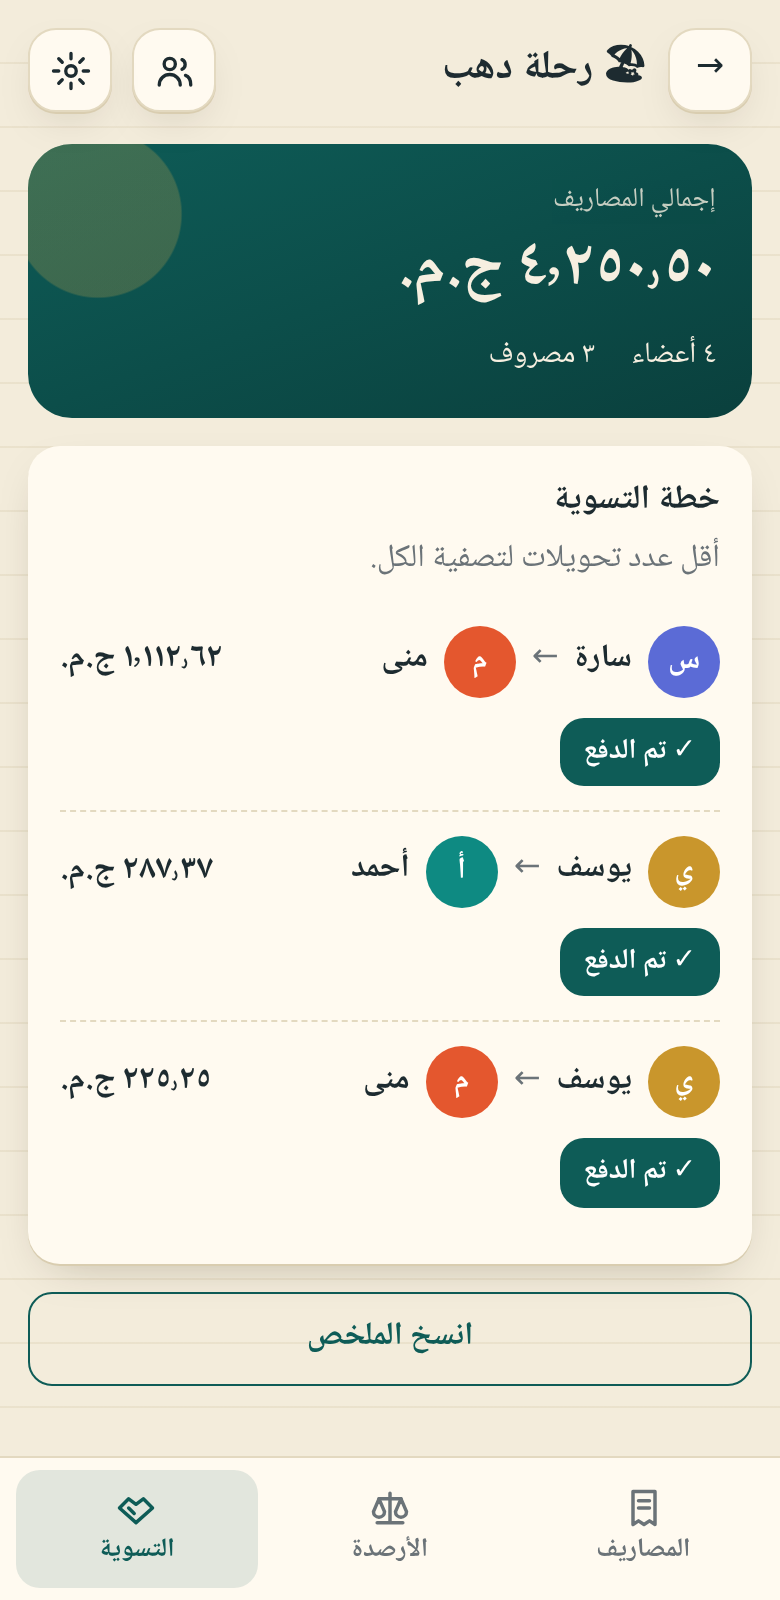 →
🏖 رحلة دهب
إجمالي المصاريف
٤,٢٥٠٫٥٠ ج.م.
٤ أعضاء ٣ مصروف
خطة التسوية
أقل عدد تحويلات لتصفية الكل.
س سارة ← م منى ١,١١٢٫٦٢ ج.م.
✓ تم الدفع
ي يوسف ← أ أحمد ٢٨٧٫٣٧ ج.م.
✓ تم الدفع
ي يوسف ← م منى ٢٢٥٫٢٥ ج.م.
✓ تم الدفع
انسخ الملخص
المصاريف الأرصدة التسوية